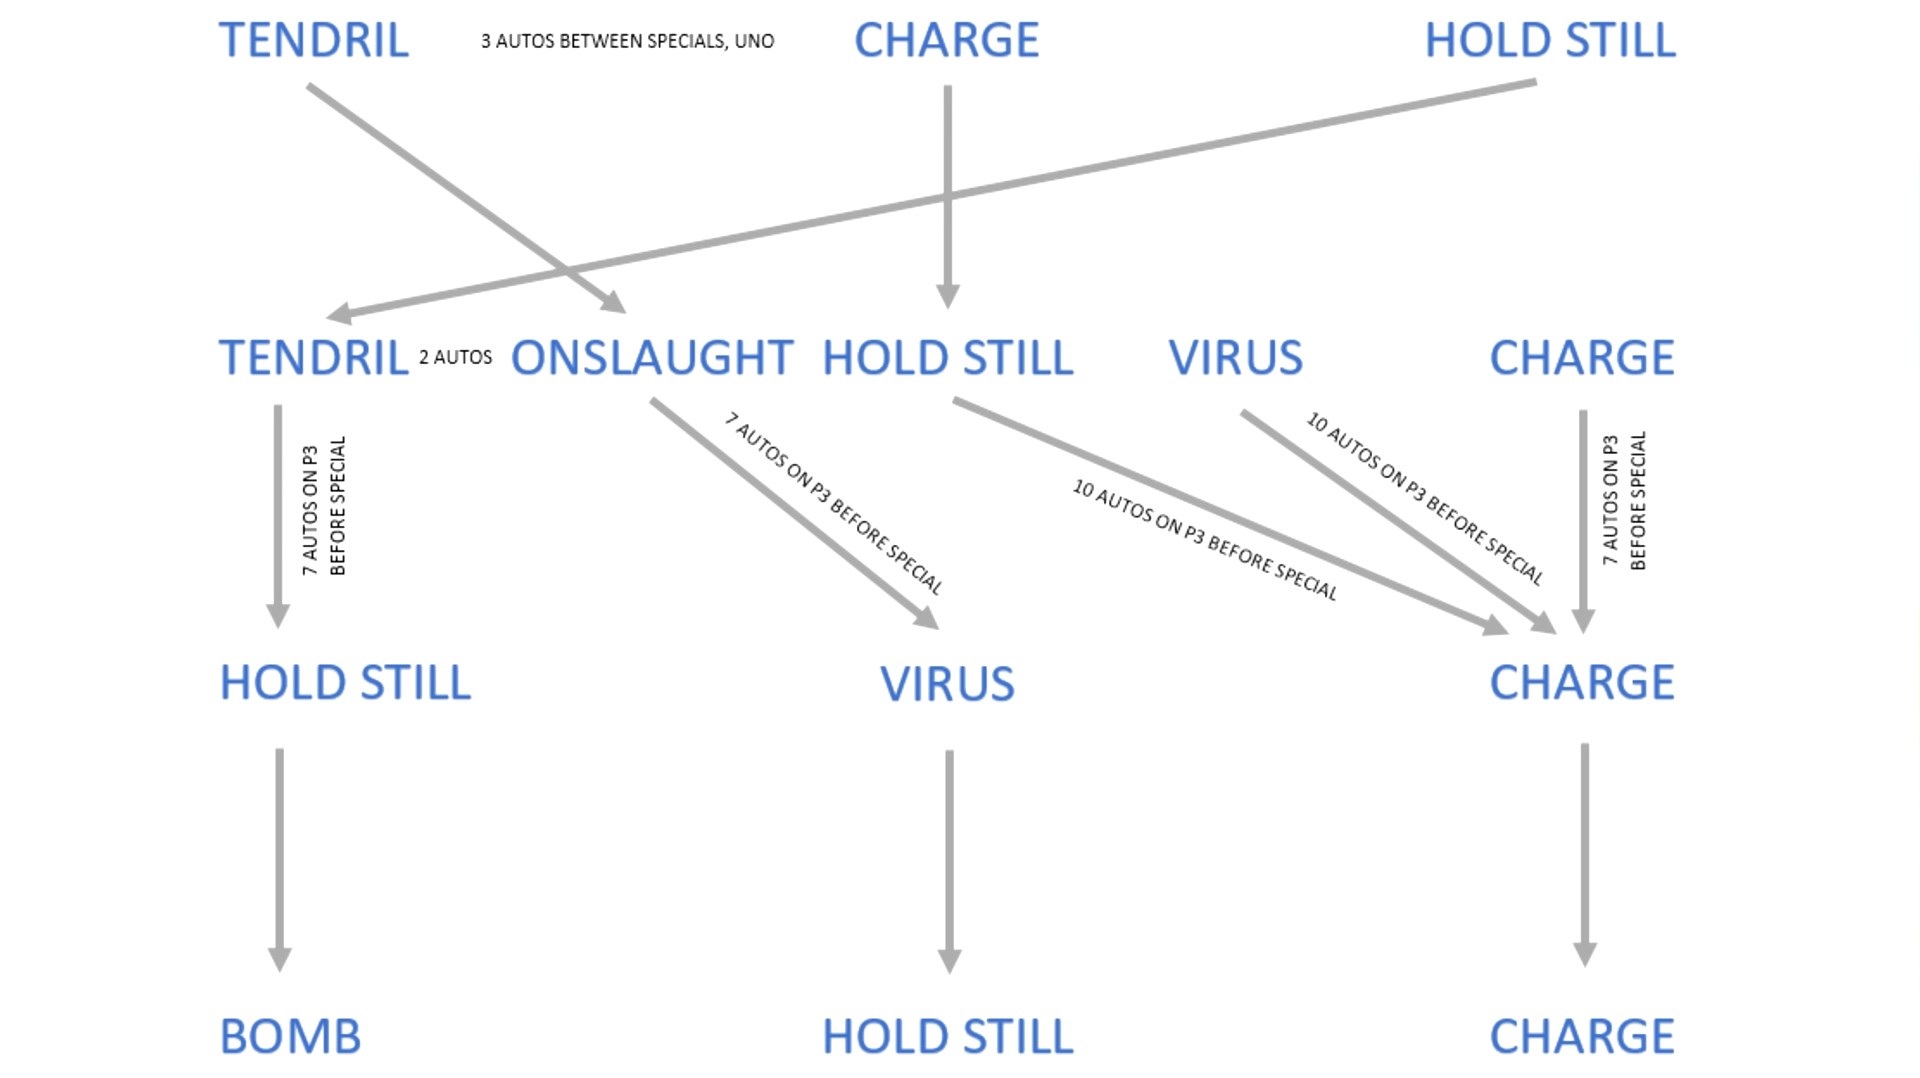 TENDRIL 3 AUTOS BETWEEN SPECIALS, UNO CHARGE HOLD STILL
TENDRIL 2 AUTOS ONSLAUGHT HOLD STILL VIRUS CHARGE
7 AUTOS ON P3
BEFORE SPECIAL
7 AUTOS ON P3 BEFORE SPECIAL
10 AUTOS ON P3 BEFORE SPECIAL
10 AUTOS ON P3 BEFORE SPECIAL
7 AUTOS ON P3
BEFORE SPECIAL
HOLD STILL VIRUS CHARGE
BOMB HOLD STILL CHARGE